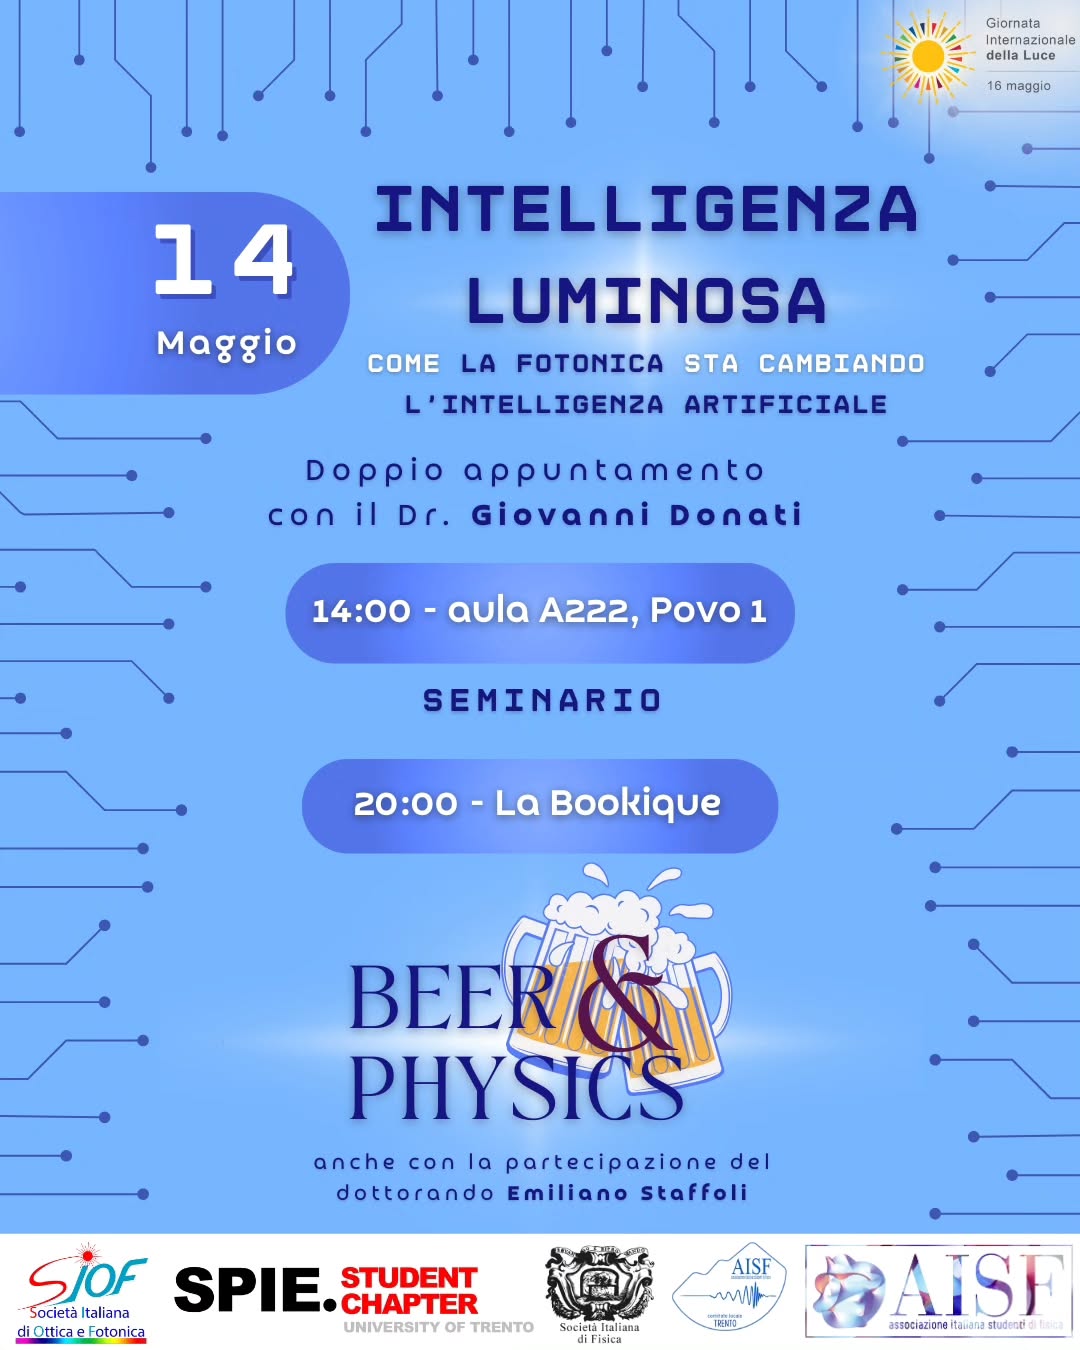 Giornata
Internazionale
della Luce
16 maggio
14
Maggio
INTELLIGENZA
LUMINOSA
COME LA FOTONICA STA CAMBIANDO
L'INTELLIGENZA ARTIFICIALE
Doppio appuntamento
con il Dr. Giovanni Donati
14:00 - aula A222, Povo 1
SEMINARIO
20:00 - La Bookique
BEER &
PHYSICS
anche con la partecipazione del
dottorando Emiliano Staffoli
SIOF
Società Italiana
di Ottica e Fotonica
SPIE. STUDENT
CHAPTER
UNIVERSITY OF TRENTO
Società Italiana
di Fisica
AISF
comitato locale
TRENTO
AISF
associazione italiana studenti di fisica